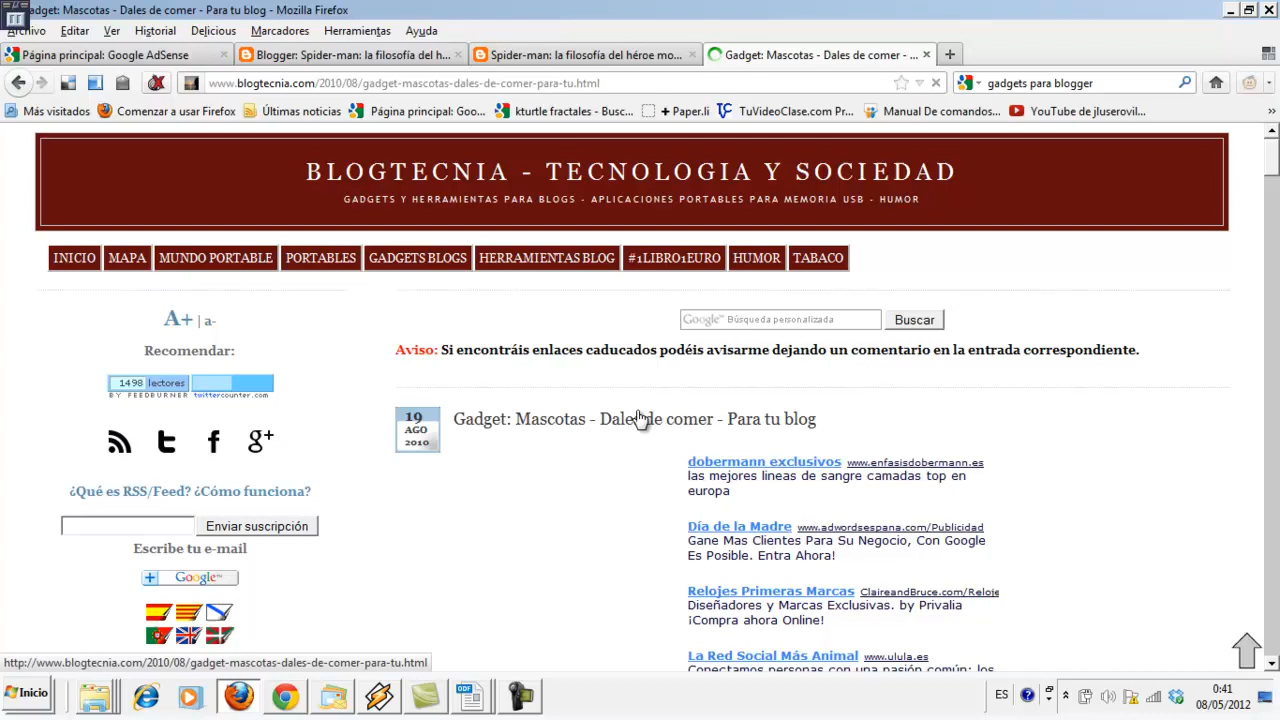 Gadget: Mascotas - Dales de comer - Para tu blog - Mozilla Firefox
Archivo Editar Ver Historial Delicious Marcadores Herramientas Ayuda
Página principal: Google AdSense
Blogger: Spider-man: la filosofía del h...
Spider-man: la filosofía del héroe mo...
Gadget: Mascotas - Dales de comer - ...
www.blogtecnia.com/2010/08/gadget-mascotas-dales-de-comer-para-tu.html
gadgets para blogger
Más visitados Comenzar a usar Firefox Últimas noticias Página principal: Goo... kturtle fractales - Busc... + Paper.li TuVideoClase.com Pr... Manual De comandos... YouTube de jluserovil...
BLOGTECNIA - TECNOLOGIA Y SOCIEDAD
GADGETS Y HERRAMIENTAS PARA BLOGS - APLICACIONES PORTABLES PARA MEMORIA USB - HUMOR
INICIO MAPA MUNDO PORTABLE PORTABLES GADGETS BLOGS HERRAMIENTAS BLOG #1LIBRO1EURO HUMOR TABACO
A+ | a-
Recomendar:
1498 lectores
BY FEEDBURNER twittercounter.com
g+
¿Qué es RSS/Feed? ¿Cómo funciona?
Enviar suscripción
Escribe tu e-mail
+ Google™
Google™ Búsqueda personalizada Buscar
Aviso: Si encontráis enlaces caducados podéis avisarme dejando un comentario en la entrada correspondiente.
19
AGO
2010
Gadget: Mascotas - Dales de comer - Para tu blog
dobermann exclusivos www.enfasisdobermann.es
las mejores lineas de sangre camadas top en
europa
Día de la Madre www.adwordsespana.com/Publicidad
Gane Mas Clientes Para Su Negocio, Con Google
Es Posible. Entra Ahora!
Relojes Primeras Marcas ClaireandBruce.com/Reloje
Diseñadores y Marcas Exclusivas. by Privalia
¡Compra ahora Online!
La Red Social Más Animal www.ulula.es
Conectamos personas con una pasión común: los
http://www.blogtecnia.com/2010/08/gadget-mascotas-dales-de-comer-para-tu.html
Inicio
ODF
ES
0:41
08/05/2012